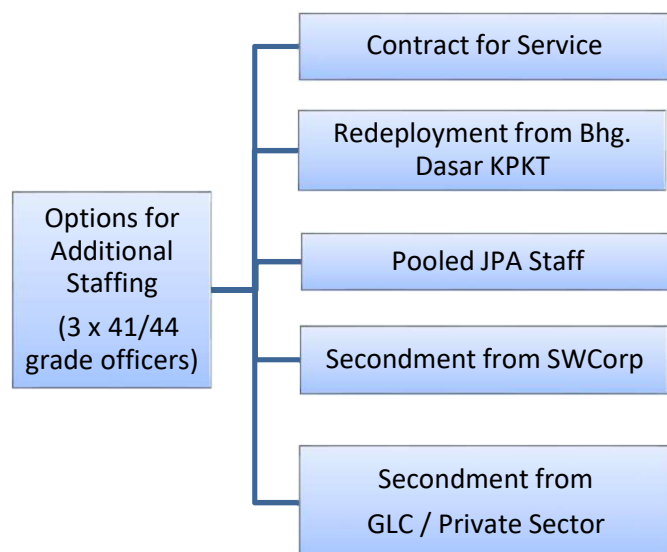 Options for
Additional
Staffing
(3 x 41/44
grade officers)
Contract for Service
Redeployment from Bhg.
Dasar KPKT
Pooled JPA Staff
Secondment from SWCorp
Secondment from
GLC / Private Sector